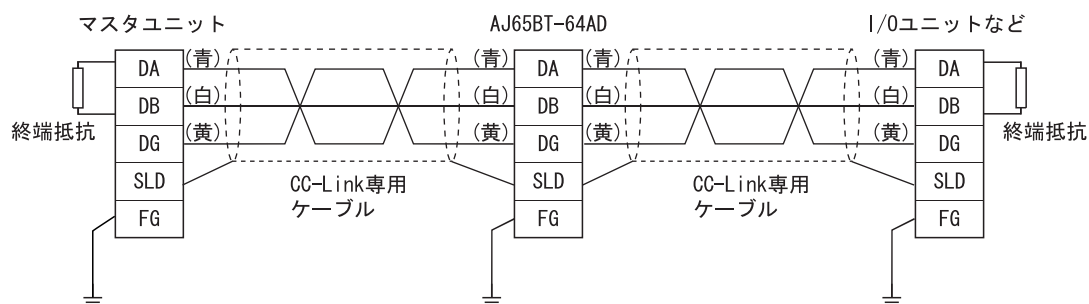 マスタユニット
AJ65BT-64AD
I/Oユニットなど
DA
DB
DG
SLD
FG
終端抵抗
(青)
(白)
(黄)
CC-Link専用
ケーブル
(青)
(白)
(黄)
DA
DB
DG
SLD
FG
(青)
(白)
(黄)
CC-Link専用
ケーブル
(青)
(白)
(黄)
DA
DB
DG
SLD
FG
終端抵抗